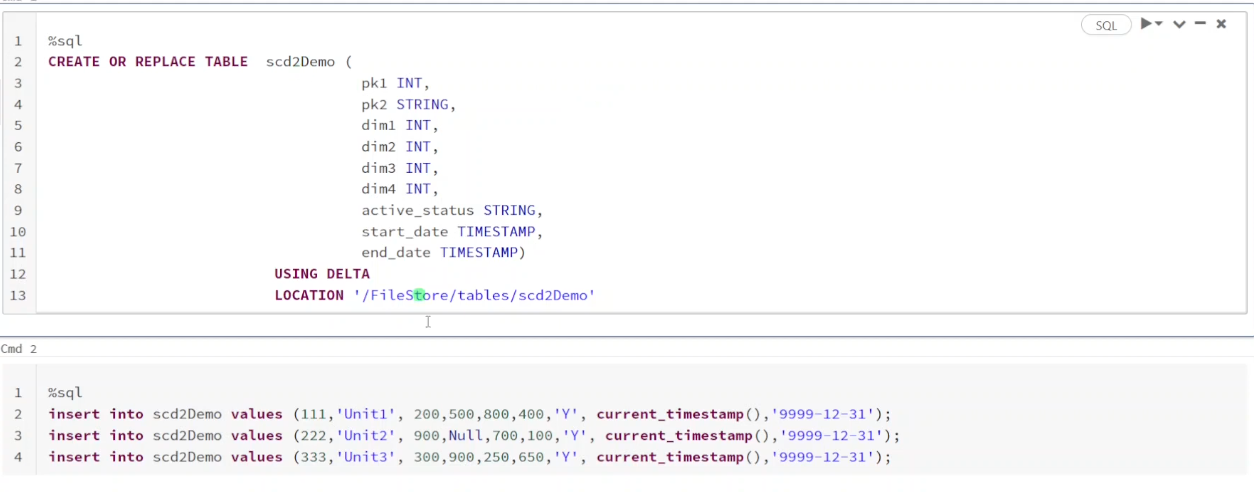 SQL
1 %sql
2 CREATE OR REPLACE TABLE scd2Demo (
3 pk1 INT,
4 pk2 STRING,
5 dim1 INT,
6 dim2 INT,
7 dim3 INT,
8 dim4 INT,
9 active_status STRING,
10 start_date TIMESTAMP,
11 end_date TIMESTAMP)
12 USING DELTA
13 LOCATION '/FileStore/tables/scd2Demo'
Cmd 2
1 %sql
2 insert into scd2Demo values (111,'Unit1', 200,500,800,400,'Y', current_timestamp(),'9999-12-31');
3 insert into scd2Demo values (222,'Unit2', 900,Null,700,100,'Y', current_timestamp(),'9999-12-31');
4 insert into scd2Demo values (333,'Unit3', 300,900,250,650,'Y', current_timestamp(),'9999-12-31');